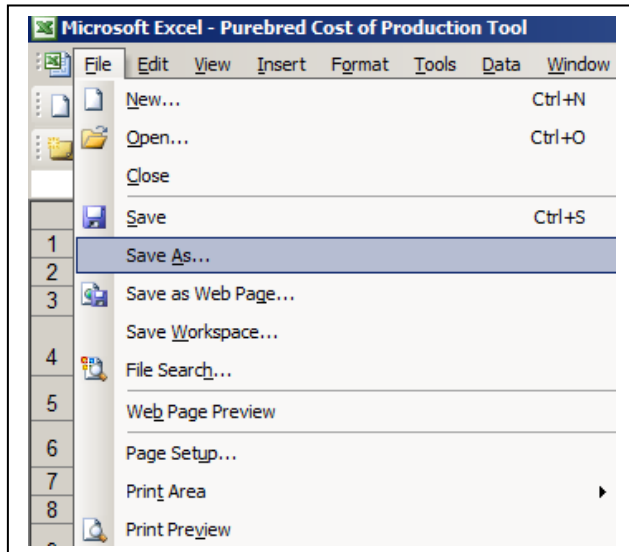 Microsoft Excel - Purebred Cost of Production Tool
File Edit View Insert Format Tools Data Window
New... Ctrl+N
Open... Ctrl+O
Close
Save Ctrl+S
1
Save As...
2
3 Save as Web Page...
Save Workspace...
4 File Search...
5 Web Page Preview
6 Page Setup...
7 Print Area
8
Print Preview